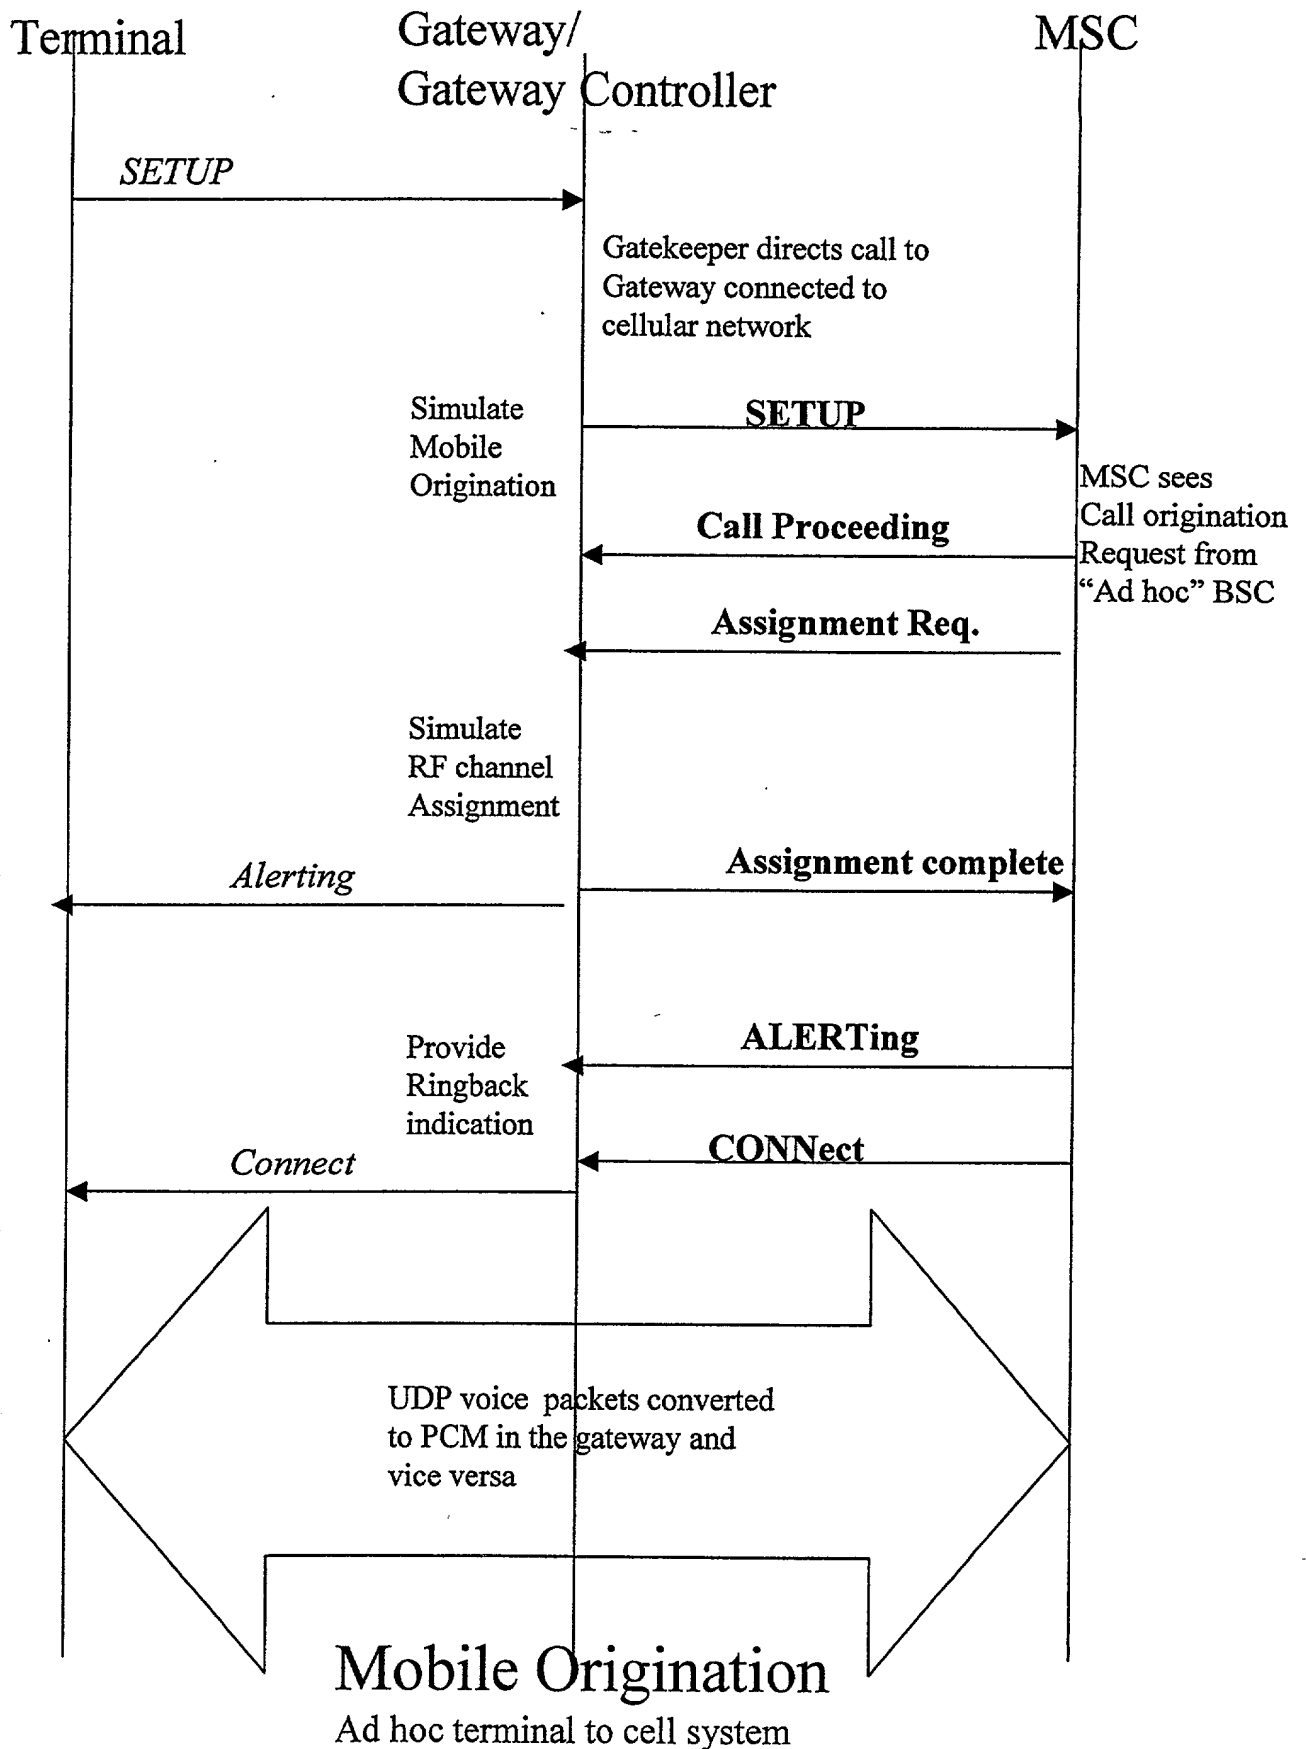 Terminal
Gateway/
Gateway Controller
MSC
SETUP
Gatekeeper directs call to
Gateway connected to
cellular network
Simulate
Mobile
Origination
SETUP
MSC sees
Call origination
Request from
“Ad hoc” BSC
Call Proceeding
Assignment Req.
Simulate
RF channel
Assignment
Assignment complete
Alerting
ALERTing
Provide
Ringback
indication
CONNect
Connect
UDP voice packets converted
to PCM in the gateway and
vice versa
Mobile Origination
Ad hoc terminal to cell system